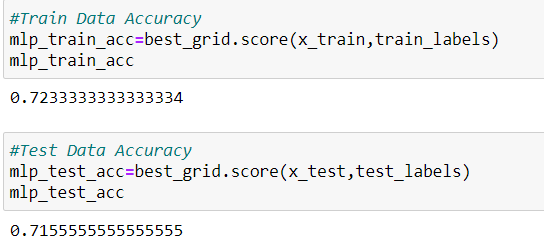 #Train Data Accuracy
mlp_train_acc=best_grid.score(x_train,train_labels)
mlp_train_acc
0.7233333333333334
#Test Data Accuracy
mlp_test_acc=best_grid.score(x_test,test_labels)
mlp_test_acc
0.7155555555555555